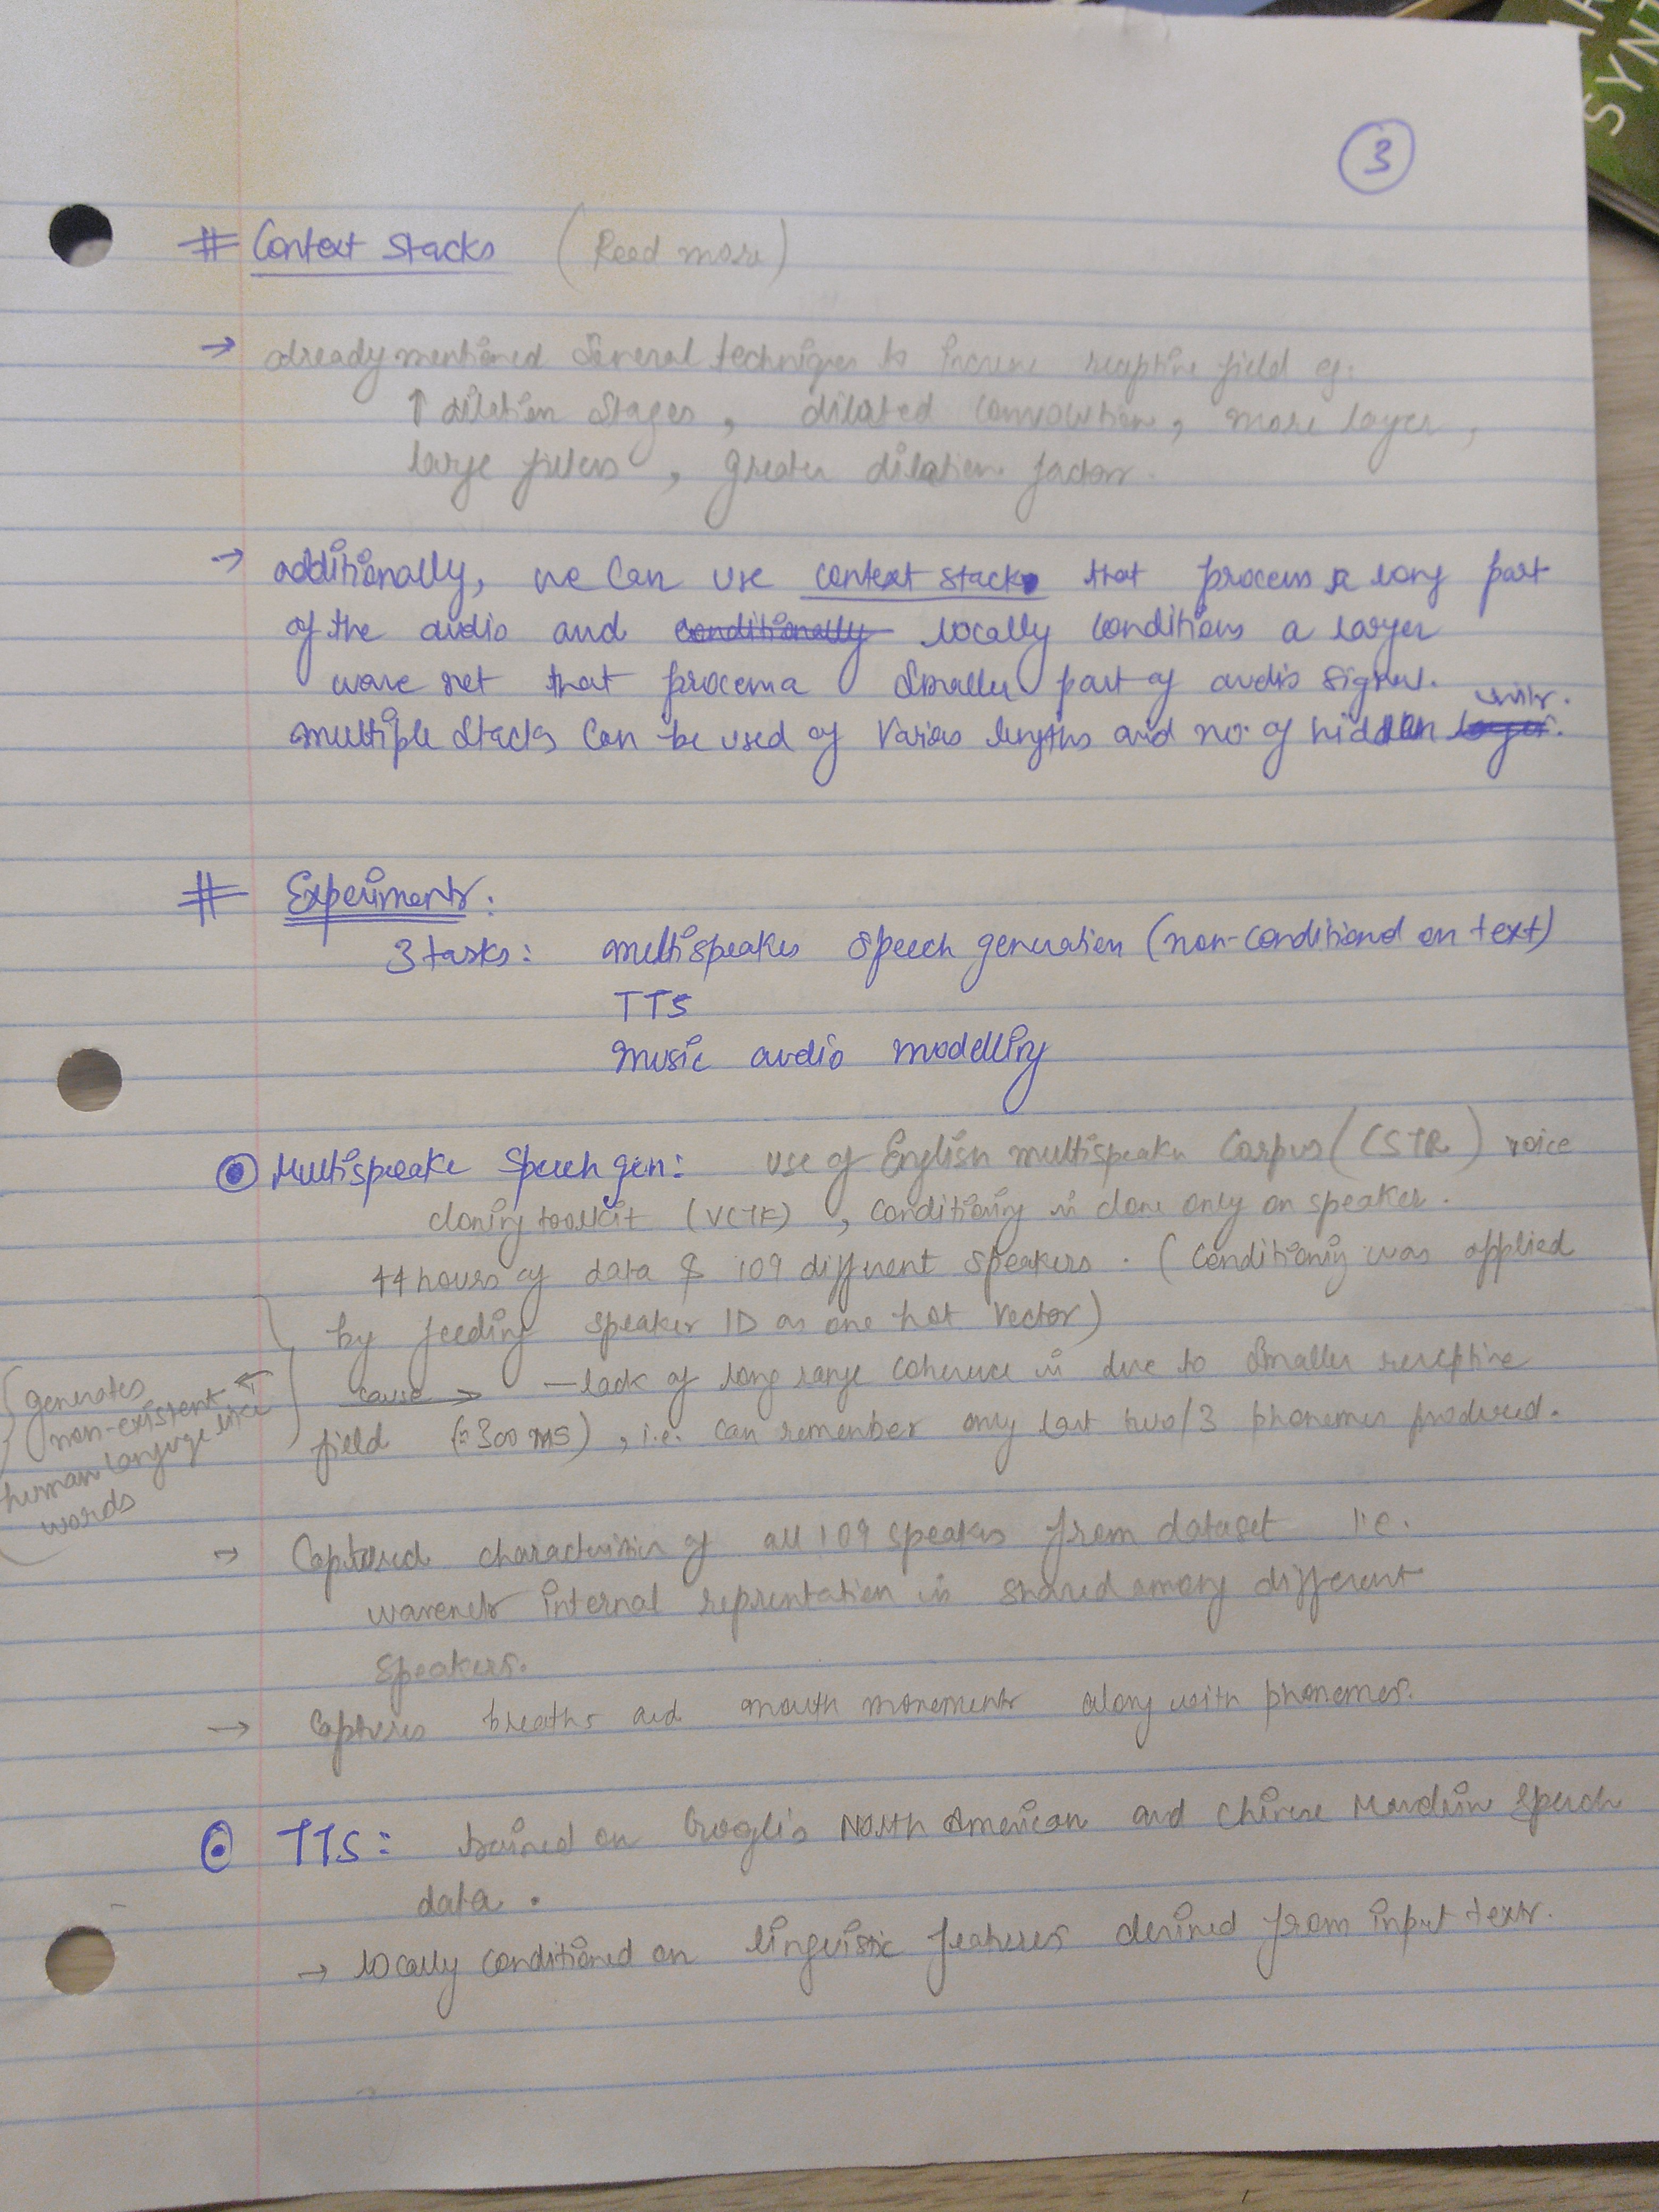 3
# Context Stacks (Read more)
→ already mentioned several techniques to increase receptive field eg:
↑ dilation stages, dilated convolution, more layer,
large filters, greater dilation factor.
→ additionally, we can use context stack that process a long part
of the audio and conditionally locally conditions a larger
wave net that process a smaller part of audio signal.
units.
multiple stacks can be used of various lengths and no. of hidden layer.
# Experiments:
3 tasks: multispeaker speech generation (non-conditioned on text)
TTS
music audio modelling
Multispeake Speech gen: use of English multispeaker Corpus (CSTR) voice
cloning toolkit (VCTK), conditioning is done only on speaker.
44 hours of data & 109 different speakers. (Conditioning was applied
by feeding speaker ID as one hot vector)
cause → – lack of long range coherence is due to smaller receptive
field (≈300 ms), i.e. can remember only last two/3 phonemes produced.
generates
non-existent
human language like
words
→ Captured characteristics of all 109 speakers from dataset i.e.
wavenets internal reprentation is shared among different
speakers.
→ Captures breaths and mouth movements along with phonemes.
TTS: trained on Google's North American and Chinese Mandrin speech
data.
→ locally conditioned on linguistic features derived from input texts.
SYNT